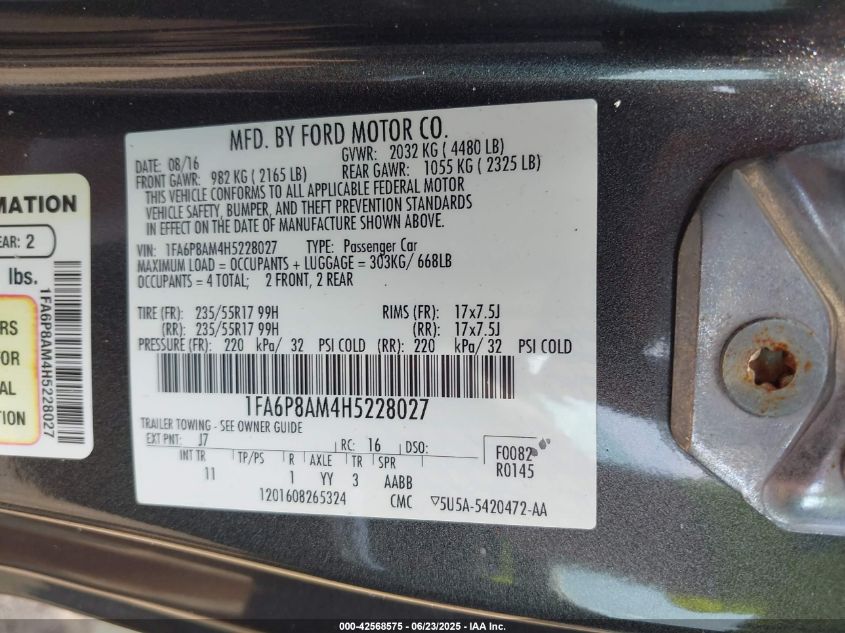 MFD. BY FORD MOTOR CO.
DATE: 08/16 GVWR: 2032 KG ( 4480 LB)
FRONT GAWR: 982 KG ( 2165 LB) REAR GAWR: 1055 KG ( 2325 LB)
THIS VEHICLE CONFORMS TO ALL APPLICABLE FEDERAL MOTOR
VEHICLE SAFETY, BUMPER, AND THEFT PREVENTION STANDARDS
IN EFFECT ON THE DATE OF MANUFACTURE SHOWN ABOVE.
VIN: 1FA6P8AM4H5228027 TYPE: Passenger Car
MAXIMUM LOAD = OCCUPANTS + LUGGAGE = 303KG/ 668LB
OCCUPANTS = 4 TOTAL; 2 FRONT, 2 REAR
TIRE (FR): 235/55R17 99H RIMS (FR): 17x7.5J
(RR): 235/55R17 99H (RR): 17x7.5J
PRESSURE (FR): 220 kPa/ 32 PSI COLD (RR): 220 kPa/ 32 PSI COLD
1FA6P8AM4H5228027
TRAILER TOWING - SEE OWNER GUIDE
EXT PNT: J7 RC: 16 DSO:
INT TR TP/PS R AXLE TR SPR
11 1 YY 3 AABB
F0082
R0145
1201608265324 CMC ▽5U5A-5420472-AA
MATION
EAR: 2
lbs.
RS
FOR
AL
TION
1FA6P8AM4H5228027
000-42568575 - 06/23/2025 - IAA Inc.